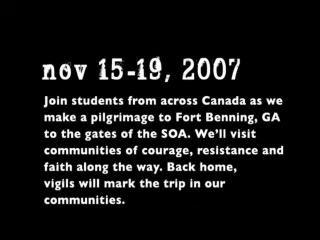 nov 15-19, 2007
Join students from across Canada as we
make a pilgrimage to Fort Benning, GA
to the gates of the SOA. We'll visit
communities of courage, resistance and
faith along the way. Back home,
vigils will mark the trip in our
communities.